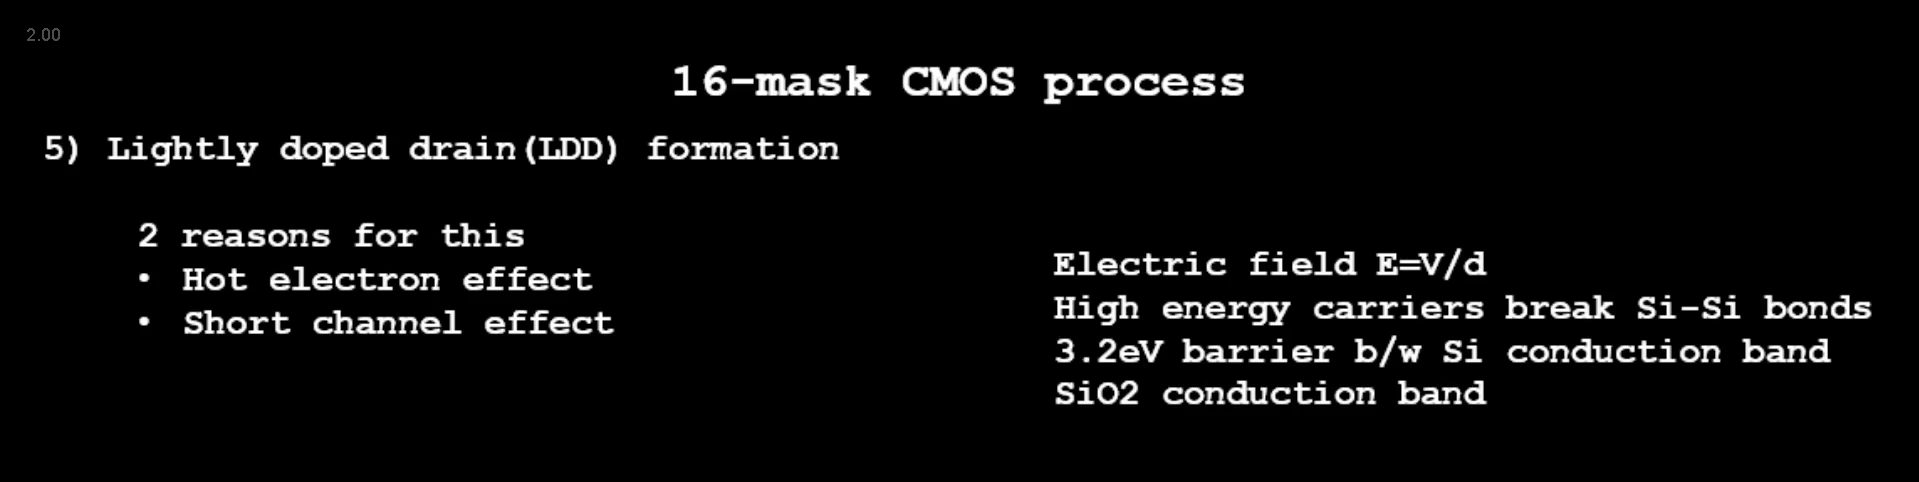 2.00
16-mask CMOS process
5) Lightly doped drain(LDD) formation
2 reasons for this
• Hot electron effect
• Short channel effect
Electric field E=V/d
High energy carriers break Si-Si bonds
3.2eV barrier b/w Si conduction band
SiO2 conduction band